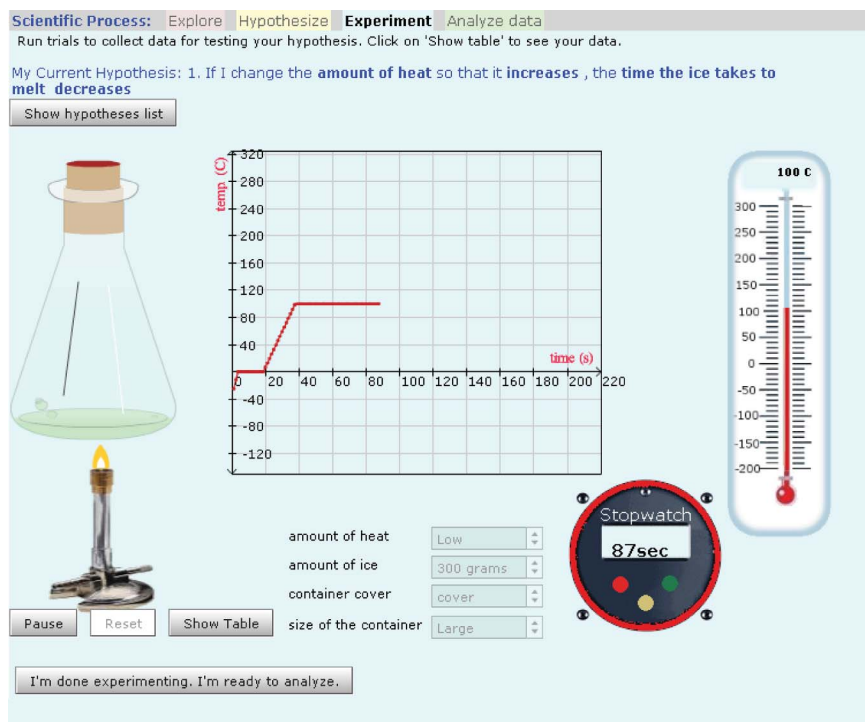 Scientific Process: Explore Hypothesize Experiment Analyze data
Run trials to collect data for testing your hypothesis. Click on 'Show table' to see your data.
My Current Hypothesis: 1. If I change the amount of heat so that it increases , the time the ice takes to
melt decreases
Show hypotheses list
temp (C)
320
280
240
200
160
120
80
40
time (s)
0 20 40 60 80 100 120 140 160 180 200 220
-40
-80
-120
100 C
300
250
200
150
100
50
0
-50
-100
-150
-200
Stopwatch
87sec
amount of heat Low
amount of ice 300 grams
container cover cover
size of the container Large
Pause Reset Show Table
I'm done experimenting. I'm ready to analyze.